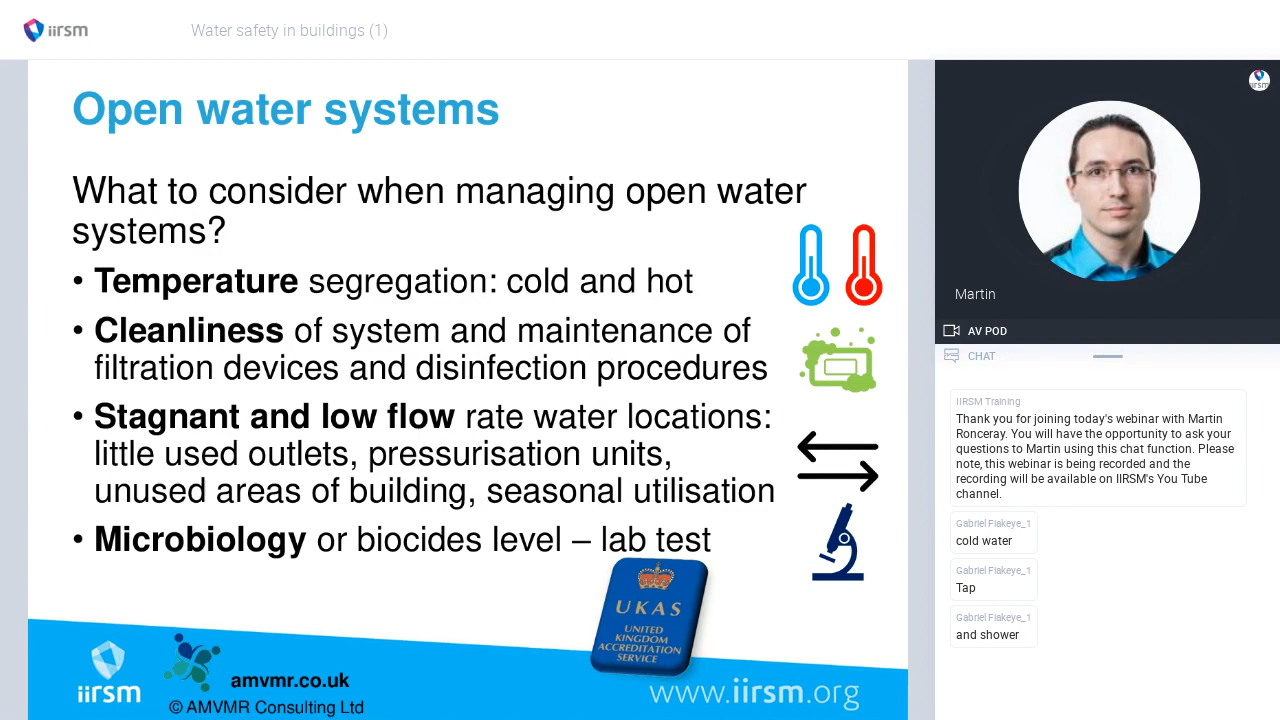 iirsm
Water safety in buildings (1)
Open water systems
What to consider when managing open water
systems?
• Temperature segregation: cold and hot
• Cleanliness of system and maintenance of
filtration devices and disinfection procedures
• Stagnant and low flow rate water locations:
little used outlets, pressurisation units,
unused areas of building, seasonal utilisation
• Microbiology or biocides level – lab test
UKAS
UNITED
KINGDOM
ACCREDITATION
SERVICE
iirsm
amvmr.co.uk
© AMVMR Consulting Ltd
www.iirsm.org
iirsm
Martin
AV POD
CHAT
IIRSM Training
Thank you for joining today's webinar with Martin
Ronceray. You will have the opportunity to ask your
questions to Martin using this chat function. Please
note, this webinar is being recorded and the
recording will be available on IIRSM's You Tube
channel.
Gabriel Fiakeye_1
cold water
Gabriel Fiakeye_1
Tap
Gabriel Fiakeye_1
and shower